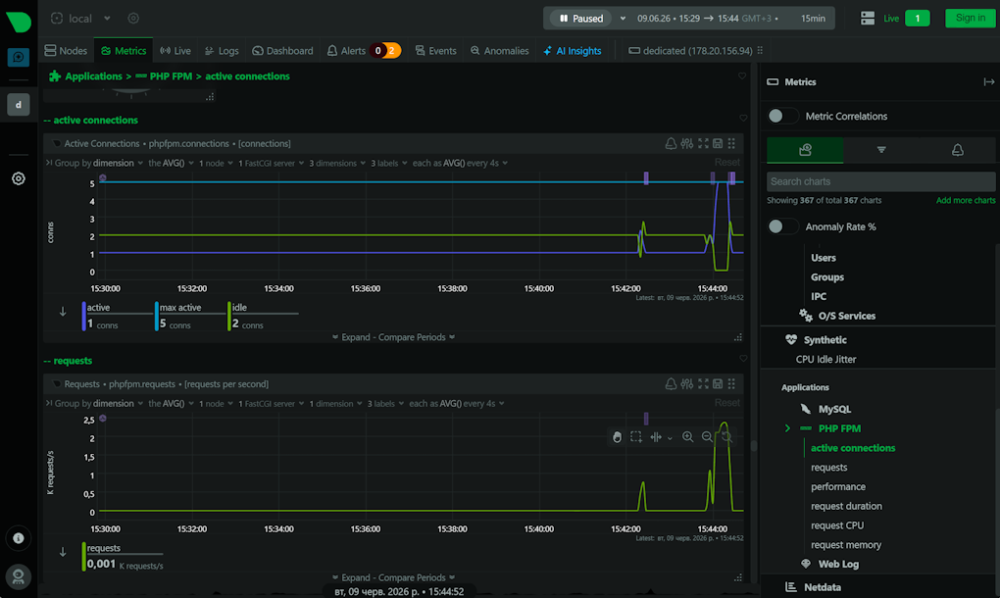 local
Paused
09.06.26 • 15:29 → 15:44 GMT+3 •
15min
Live
1
Sign in
Nodes
Metrics
Live
Logs
Dashboard
Alerts
0
2
Events
Anomalies
AI Insights
dedicated (178.20.156.94)
d
Applications > PHP FPM > active connections
-- active connections
Active Connections • phpfpm.connections • [connections]
Group by dimension the AVG() 1 node 1 FastCGI server 3 dimensions 3 labels each as AVG() every 4s
Reset
conns
5
4
3
2
1
0
15:30:00 15:32:00 15:34:00 15:36:00 15:38:00 15:40:00 15:42:00 15:44:00
Latest: вт, 09 черв. 2026 р. • 15:44:52
active
1 conns
max active
5 conns
idle
2 conns
Expand - Compare Periods
-- requests
Requests • phpfpm.requests • [requests per second]
Group by dimension the AVG() 1 node 1 FastCGI server 1 dimension 3 labels each as AVG() every 4s
Reset
K requests/s
2,5
2
1,5
1
0,5
0
15:30:00 15:32:00 15:34:00 15:36:00 15:38:00 15:40:00 15:42:00 15:44:00
Latest: вт, 09 черв. 2026 р. • 15:44:52
requests
0,001 K requests/s
Expand - Compare Periods
вт, 09 черв. 2026 р. • 15:44:52
Metrics
Metric Correlations
Search charts
Showing 367 of total 367 charts
Add more charts
Anomaly Rate %
Users
Groups
IPC
O/S Services
Synthetic
CPU Idle Jitter
Applications
MySQL
PHP FPM
active connections
requests
performance
request duration
request CPU
request memory
Web Log
Netdata